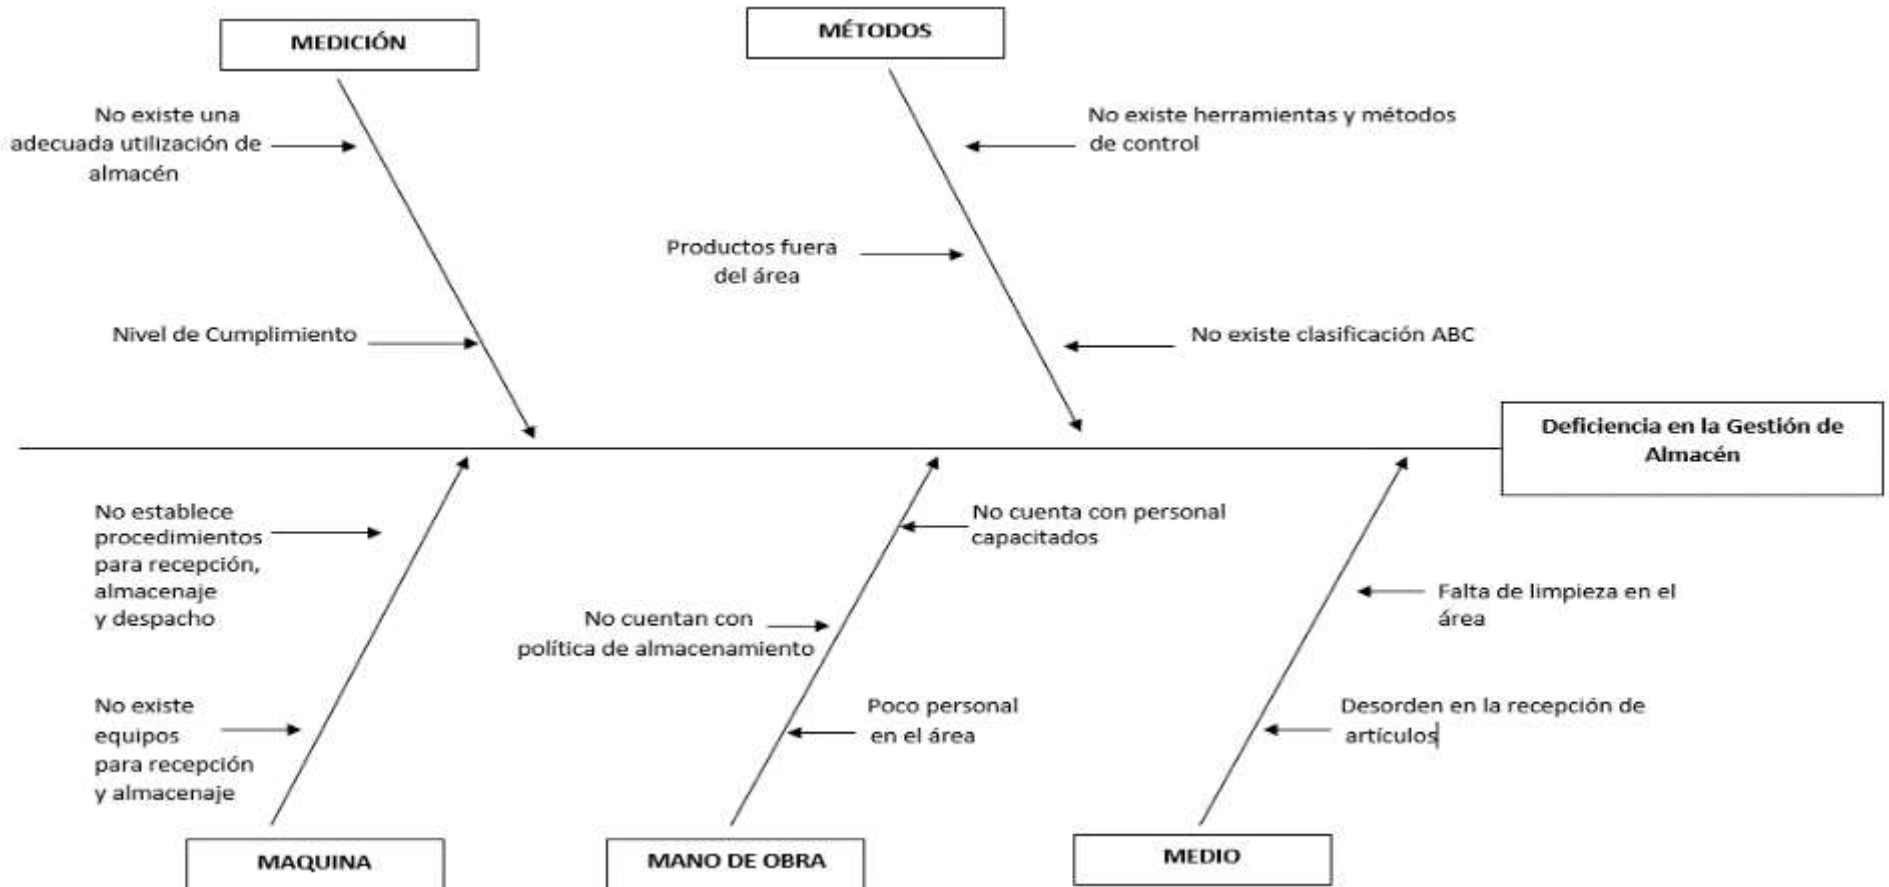 MEDICIÓN
MÉTODOS
No existe una
adecuada utilización de
almacén
No existe herramientas y métodos
de control
Productos fuera
del área
Nivel de Cumplimiento
No existe clasificación ABC
Deficiencia en la Gestión de
Almacén
No establece
procedimientos
para recepción,
almacenaje
y despacho
No cuenta con personal
capacitados
Falta de limpieza en el
área
No cuentan con
política de almacenamiento
No existe
equipos
para recepción
y almacenaje
Poco personal
en el área
Desorden en la recepción de
artículos
MAQUINA
MANO DE OBRA
MEDIO